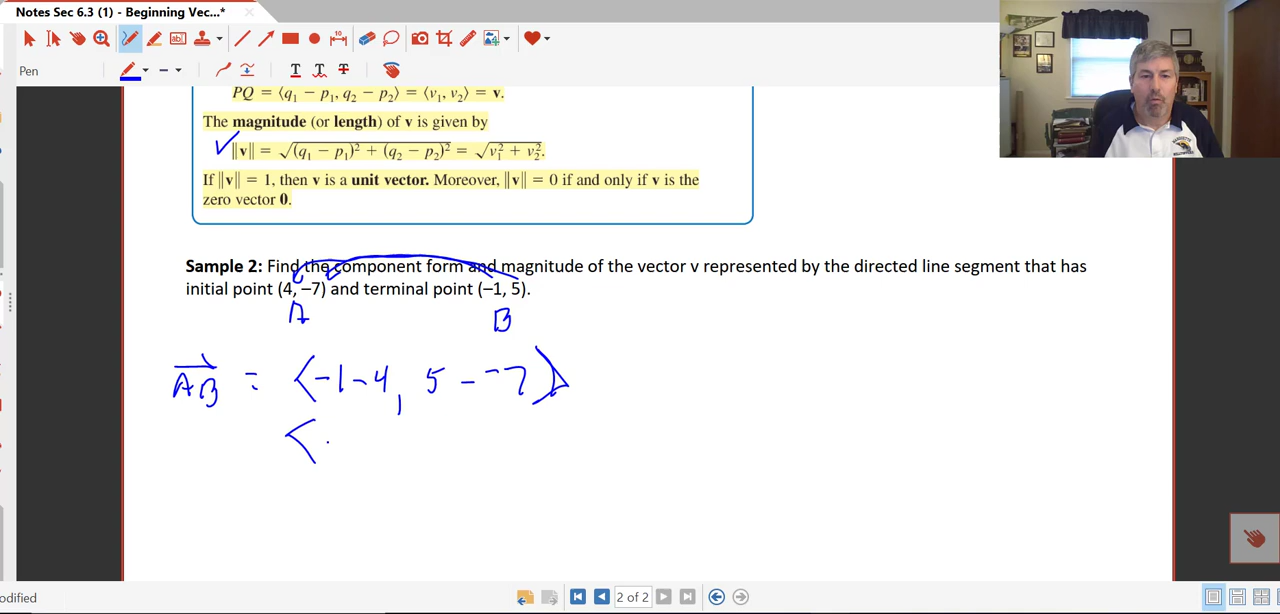 Notes Sec 6.3 (1) - Beginning Vec...*
Pen
PQ = ⟨q₁ − p₁, q₂ − p₂⟩ = ⟨v₁, v₂⟩ = v.
The magnitude (or length) of v is given by
‖v‖ = √(q₁ − p₁)² + (q₂ − p₂)² = √v₁² + v₂².
If ‖v‖ = 1, then v is a unit vector. Moreover, ‖v‖ = 0 if and only if v is the
zero vector 0.
Sample 2: Find the component form and magnitude of the vector v represented by the directed line segment that has
initial point (4, –7) and terminal point (–1, 5).
A B
AB = ⟨-1-4, 5--7⟩
⟨
odified
2 of 2